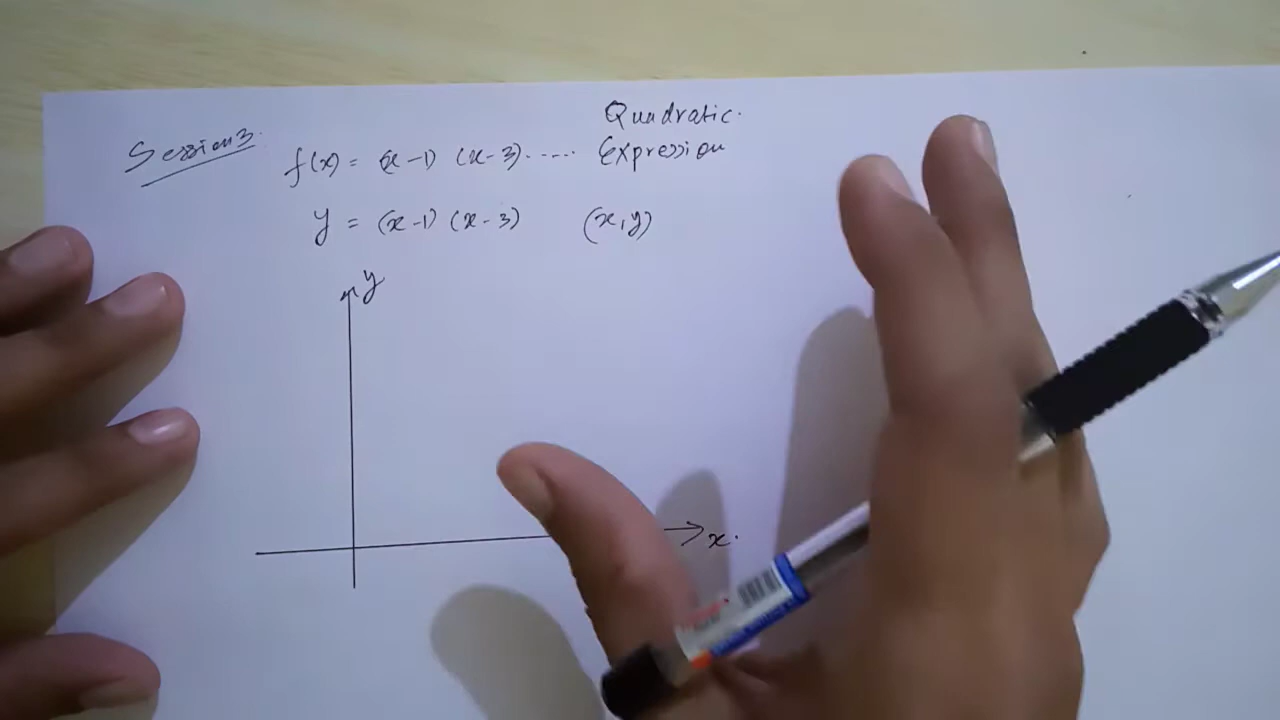 Session3.
Quadratic.
f(x) = (x-1) (x-3)..... Expression
y = (x-1) (x-3) (x,y)
y
x.